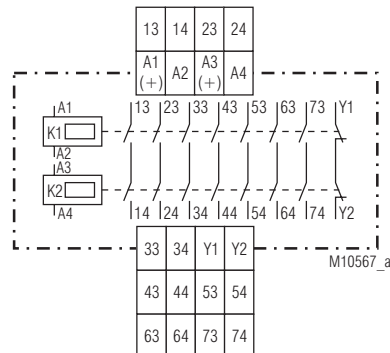 13 14 23 24
A1 (+) A2 A3 (+) A4
A1 13 23 33 43 53 63 73 Y1
K1
A2
A3
K2
A4 14 24 34 44 54 64 74 Y2
33 34 Y1 Y2
M10567_a
43 44 53 54
63 64 73 74